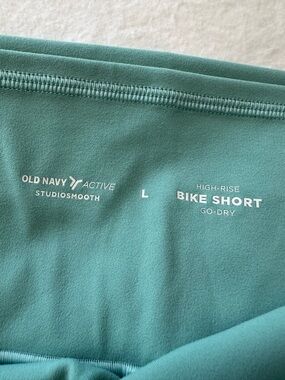 OLD NAVY ACTIVE
STUDIOSMOOTH
L
HIGH-RISE
BIKE SHORT
GO-DRY